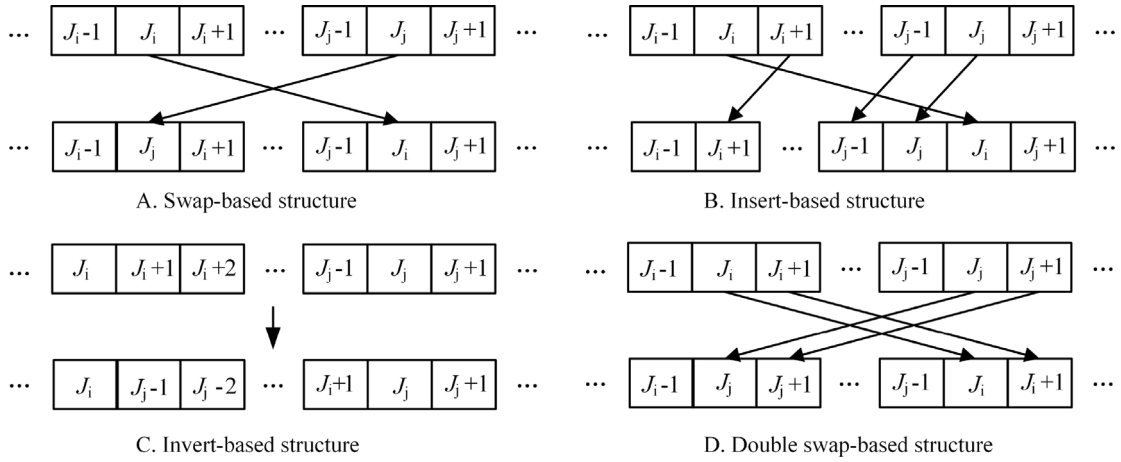 ... J_i-1 J_i J_i+1 ... J_j-1 J_j J_j+1 ...
... J_i-1 J_j J_i+1 ... J_j-1 J_i J_j+1 ...
A. Swap-based structure
... J_i-1 J_i J_i+1 ... J_j-1 J_j J_j+1 ...
... J_i-1 J_i+1 ... J_j-1 J_j J_i J_j+1 ...
B. Insert-based structure
... J_i J_i+1 J_i+2 ... J_j-1 J_j J_j+1 ...
... J_i J_j-1 J_j-2 ... J_i+1 J_j J_j+1 ...
C. Invert-based structure
... J_i-1 J_i J_i+1 ... J_j-1 J_j J_j+1 ...
... J_i-1 J_j J_j+1 ... J_j-1 J_i J_i+1 ...
D. Double swap-based structure